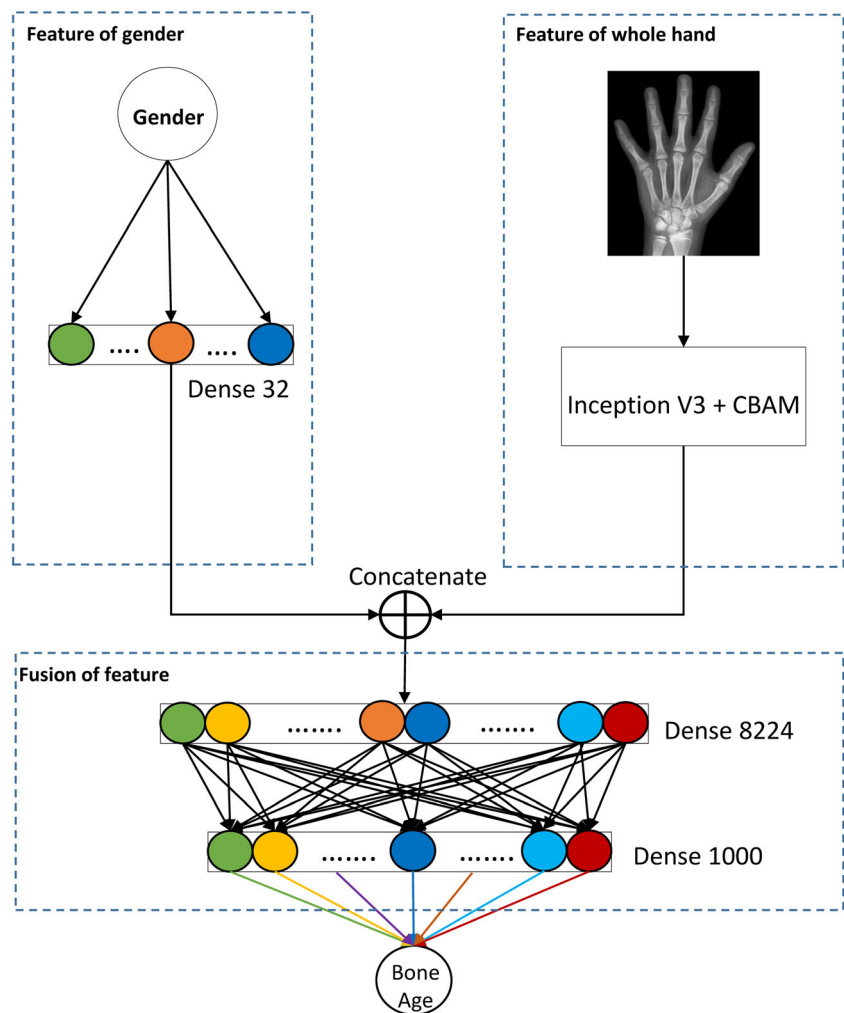 Feature of gender
Gender
.... ....
Dense 32
Feature of whole hand
Inception V3 + CBAM
Concatenate
Fusion of feature
....... .......
Dense 8224
....... .......
Dense 1000
Bone
Age